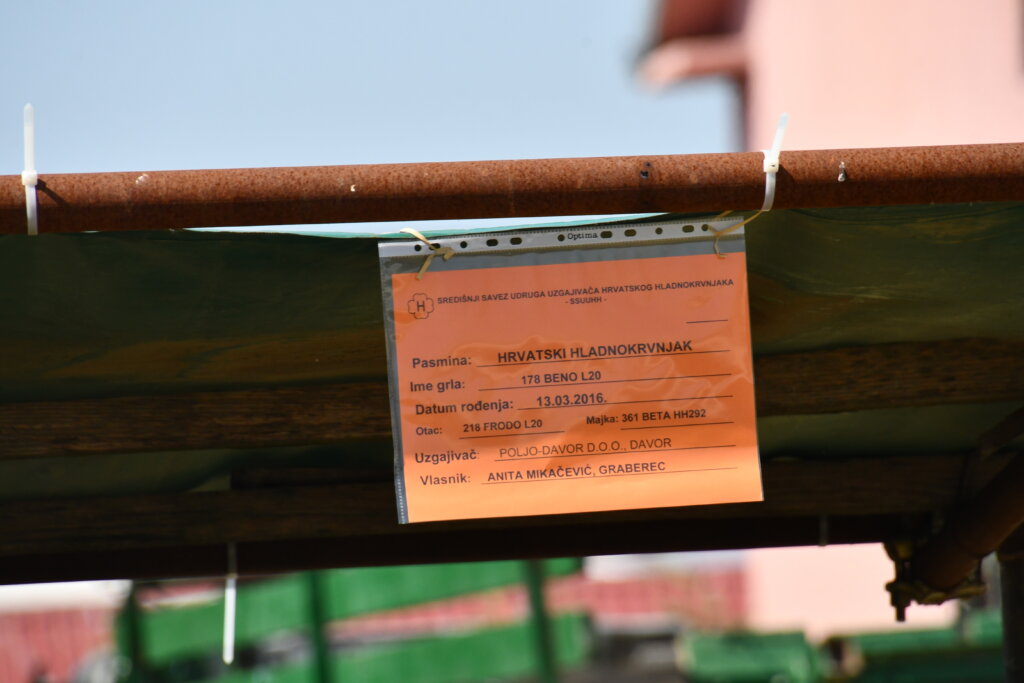 Optima
H
SREDIŠNJI SAVEZ UDRUGA UZGAJIVAČA HRVATSKOG HLADNOKRVNJAKA
- SSUUHH -
Pasmina: HRVATSKI HLADNOKRVNJAK
Ime grla: 178 BENO L20
Datum rođenja: 13.03.2016.
Otac: 218 FRODO L20 Majka: 361 BETA HH292
Uzgajivač: POLJO-DAVOR D.O.O., DAVOR
Vlasnik: ANITA MIKAČEVIĆ, GRABEREC